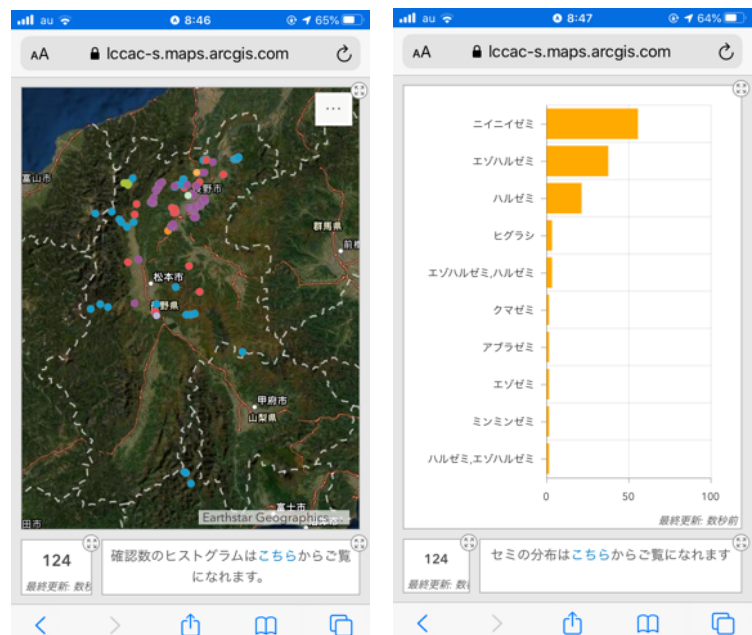 au 8:46 65%
AA lccac-s.maps.arcgis.com
...
富山市
長野市
群馬県
松本市
長野県
甲府市
山梨県
富士市
田市
Earthstar Geographics...
124
最終更新: 数秒
確認数のヒストグラムはこちらからご覧
になれます。
au 8:47 64%
AA lccac-s.maps.arcgis.com
ニイニイゼミ
エゾハルゼミ
ハルゼミ
ヒグラシ
エゾハルゼミ,ハルゼミ
クマゼミ
アブラゼミ
エゾゼミ
ミンミンゼミ
ハルゼミ,エゾハルゼミ
0 50 100
最終更新: 数秒前
124
最終更新: 数
セミの分布はこちらからご覧になれます